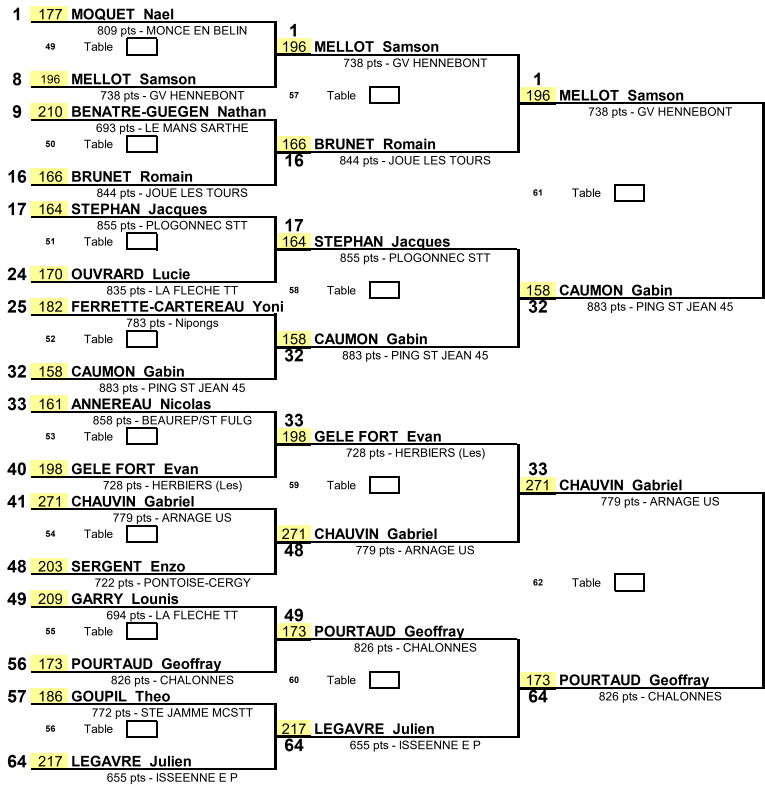 1 177 MOQUET Nael
809 pts - MONCE EN BELIN
49 Table
8 196 MELLOT Samson
738 pts - GV HENNEBONT
9 210 BENATRE-GUEGEN Nathan
693 pts - LE MANS SARTHE
50 Table
16 166 BRUNET Romain
844 pts - JOUE LES TOURS
17 164 STEPHAN Jacques
855 pts - PLOGONNEC STT
51 Table
24 170 OUVRARD Lucie
835 pts - LA FLECHE TT
25 182 FERRETTE-CARTEREAU Yoni
783 pts - Nipongs
52 Table
32 158 CAUMON Gabin
883 pts - PING ST JEAN 45
33 161 ANNEREAU Nicolas
858 pts - BEAUREP/ST FULG
53 Table
40 198 GELE FORT Evan
728 pts - HERBIERS (Les)
41 271 CHAUVIN Gabriel
779 pts - ARNAGE US
54 Table
48 203 SERGENT Enzo
722 pts - PONTOISE-CERGY
49 209 GARRY Lounis
694 pts - LA FLECHE TT
55 Table
56 173 POURTAUD Geoffray
826 pts - CHALONNES
57 186 GOUPIL Theo
772 pts - STE JAMME MCSTT
56 Table
64 217 LEGAVRE Julien
655 pts - ISSEENNE E P
1
196 MELLOT Samson
738 pts - GV HENNEBONT
57 Table
166 BRUNET Romain
16 844 pts - JOUE LES TOURS
17
164 STEPHAN Jacques
855 pts - PLOGONNEC STT
58 Table
158 CAUMON Gabin
32 883 pts - PING ST JEAN 45
33
198 GELE FORT Evan
728 pts - HERBIERS (Les)
59 Table
271 CHAUVIN Gabriel
48 779 pts - ARNAGE US
49
173 POURTAUD Geoffray
826 pts - CHALONNES
60 Table
217 LEGAVRE Julien
64 655 pts - ISSEENNE E P
1
196 MELLOT Samson
738 pts - GV HENNEBONT
61 Table
158 CAUMON Gabin
32 883 pts - PING ST JEAN 45
33
271 CHAUVIN Gabriel
779 pts - ARNAGE US
62 Table
173 POURTAUD Geoffray
64 826 pts - CHALONNES